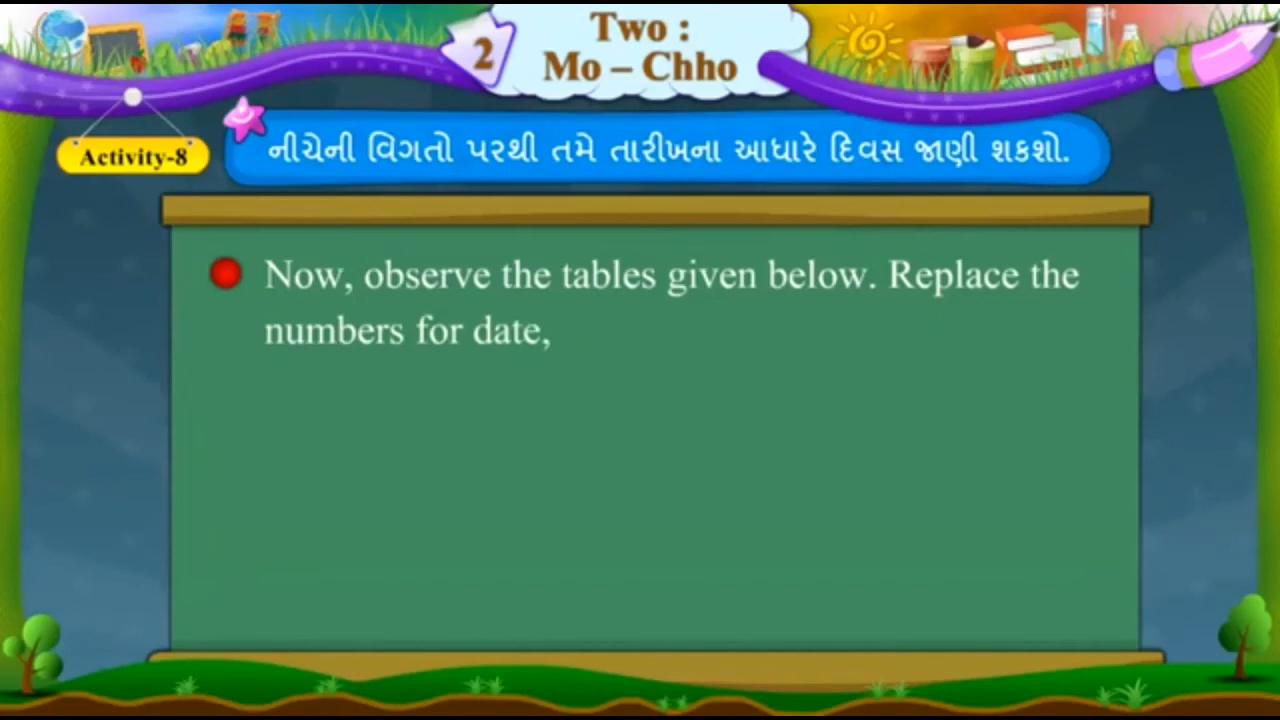 2
Two :
Mo – Chho
Activity-8
નીચેની વિગતો પરથી તમે તારીખના આધારે દિવસ જાણી શકશો.
Now, observe the tables given below. Replace the
numbers for date,